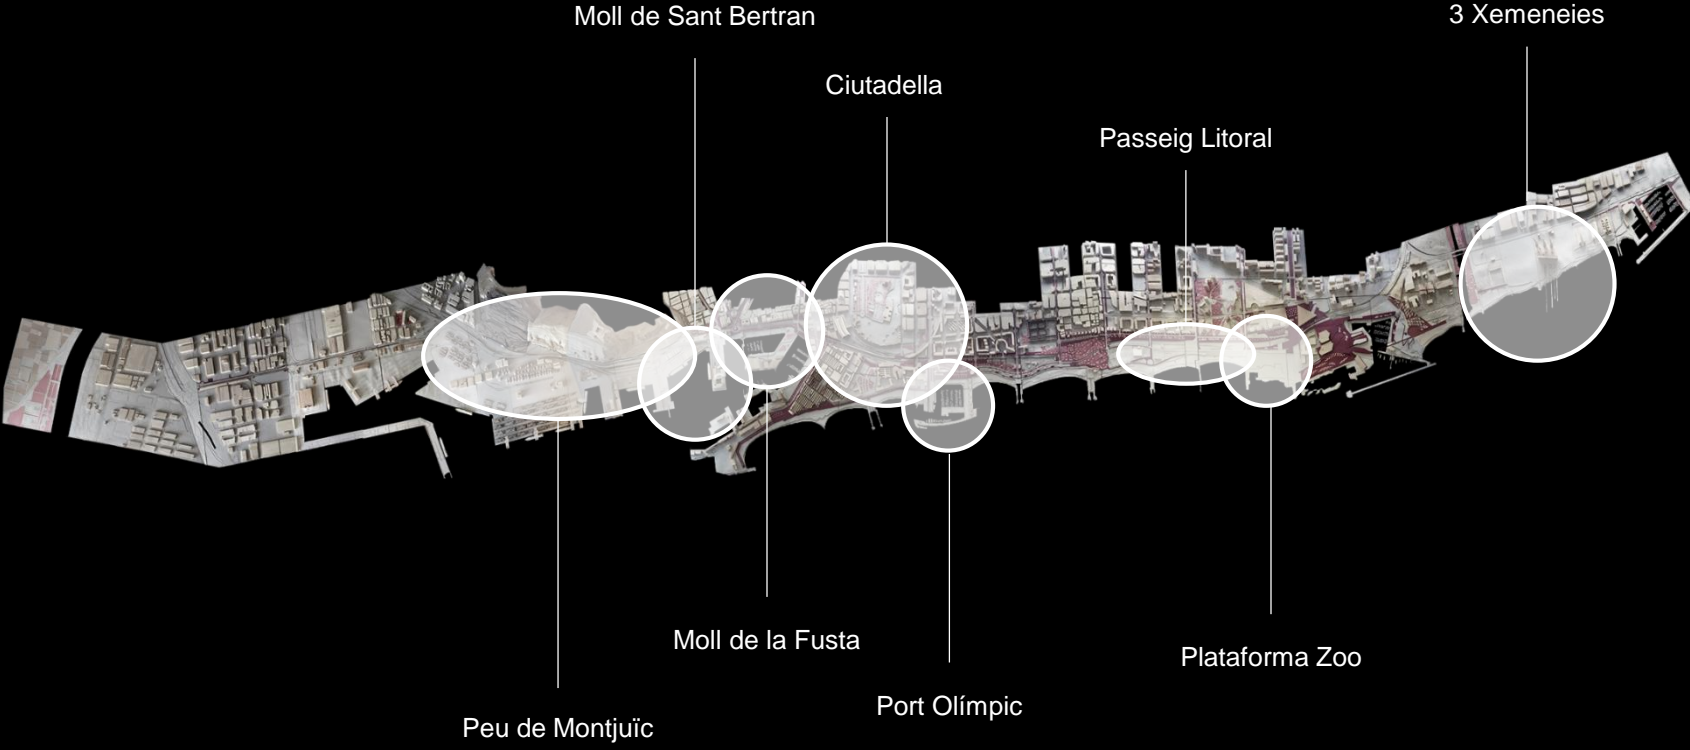 Moll de Sant Bertran
3 Xemeneies
Ciutadella
Passeig Litoral
Moll de la Fusta
Plataforma Zoo
Port Olímpic
Peu de Montjuïc